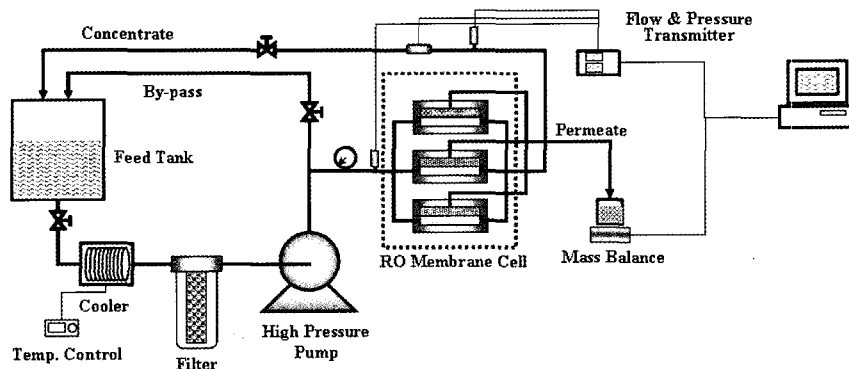 Concentrate
Flow & Pressure
Transmitter
By-pass
Permeate
Feed Tank
RO Membrane Cell
Mass Balance
Cooler
High Pressure
Pump
Temp. Control
Filter